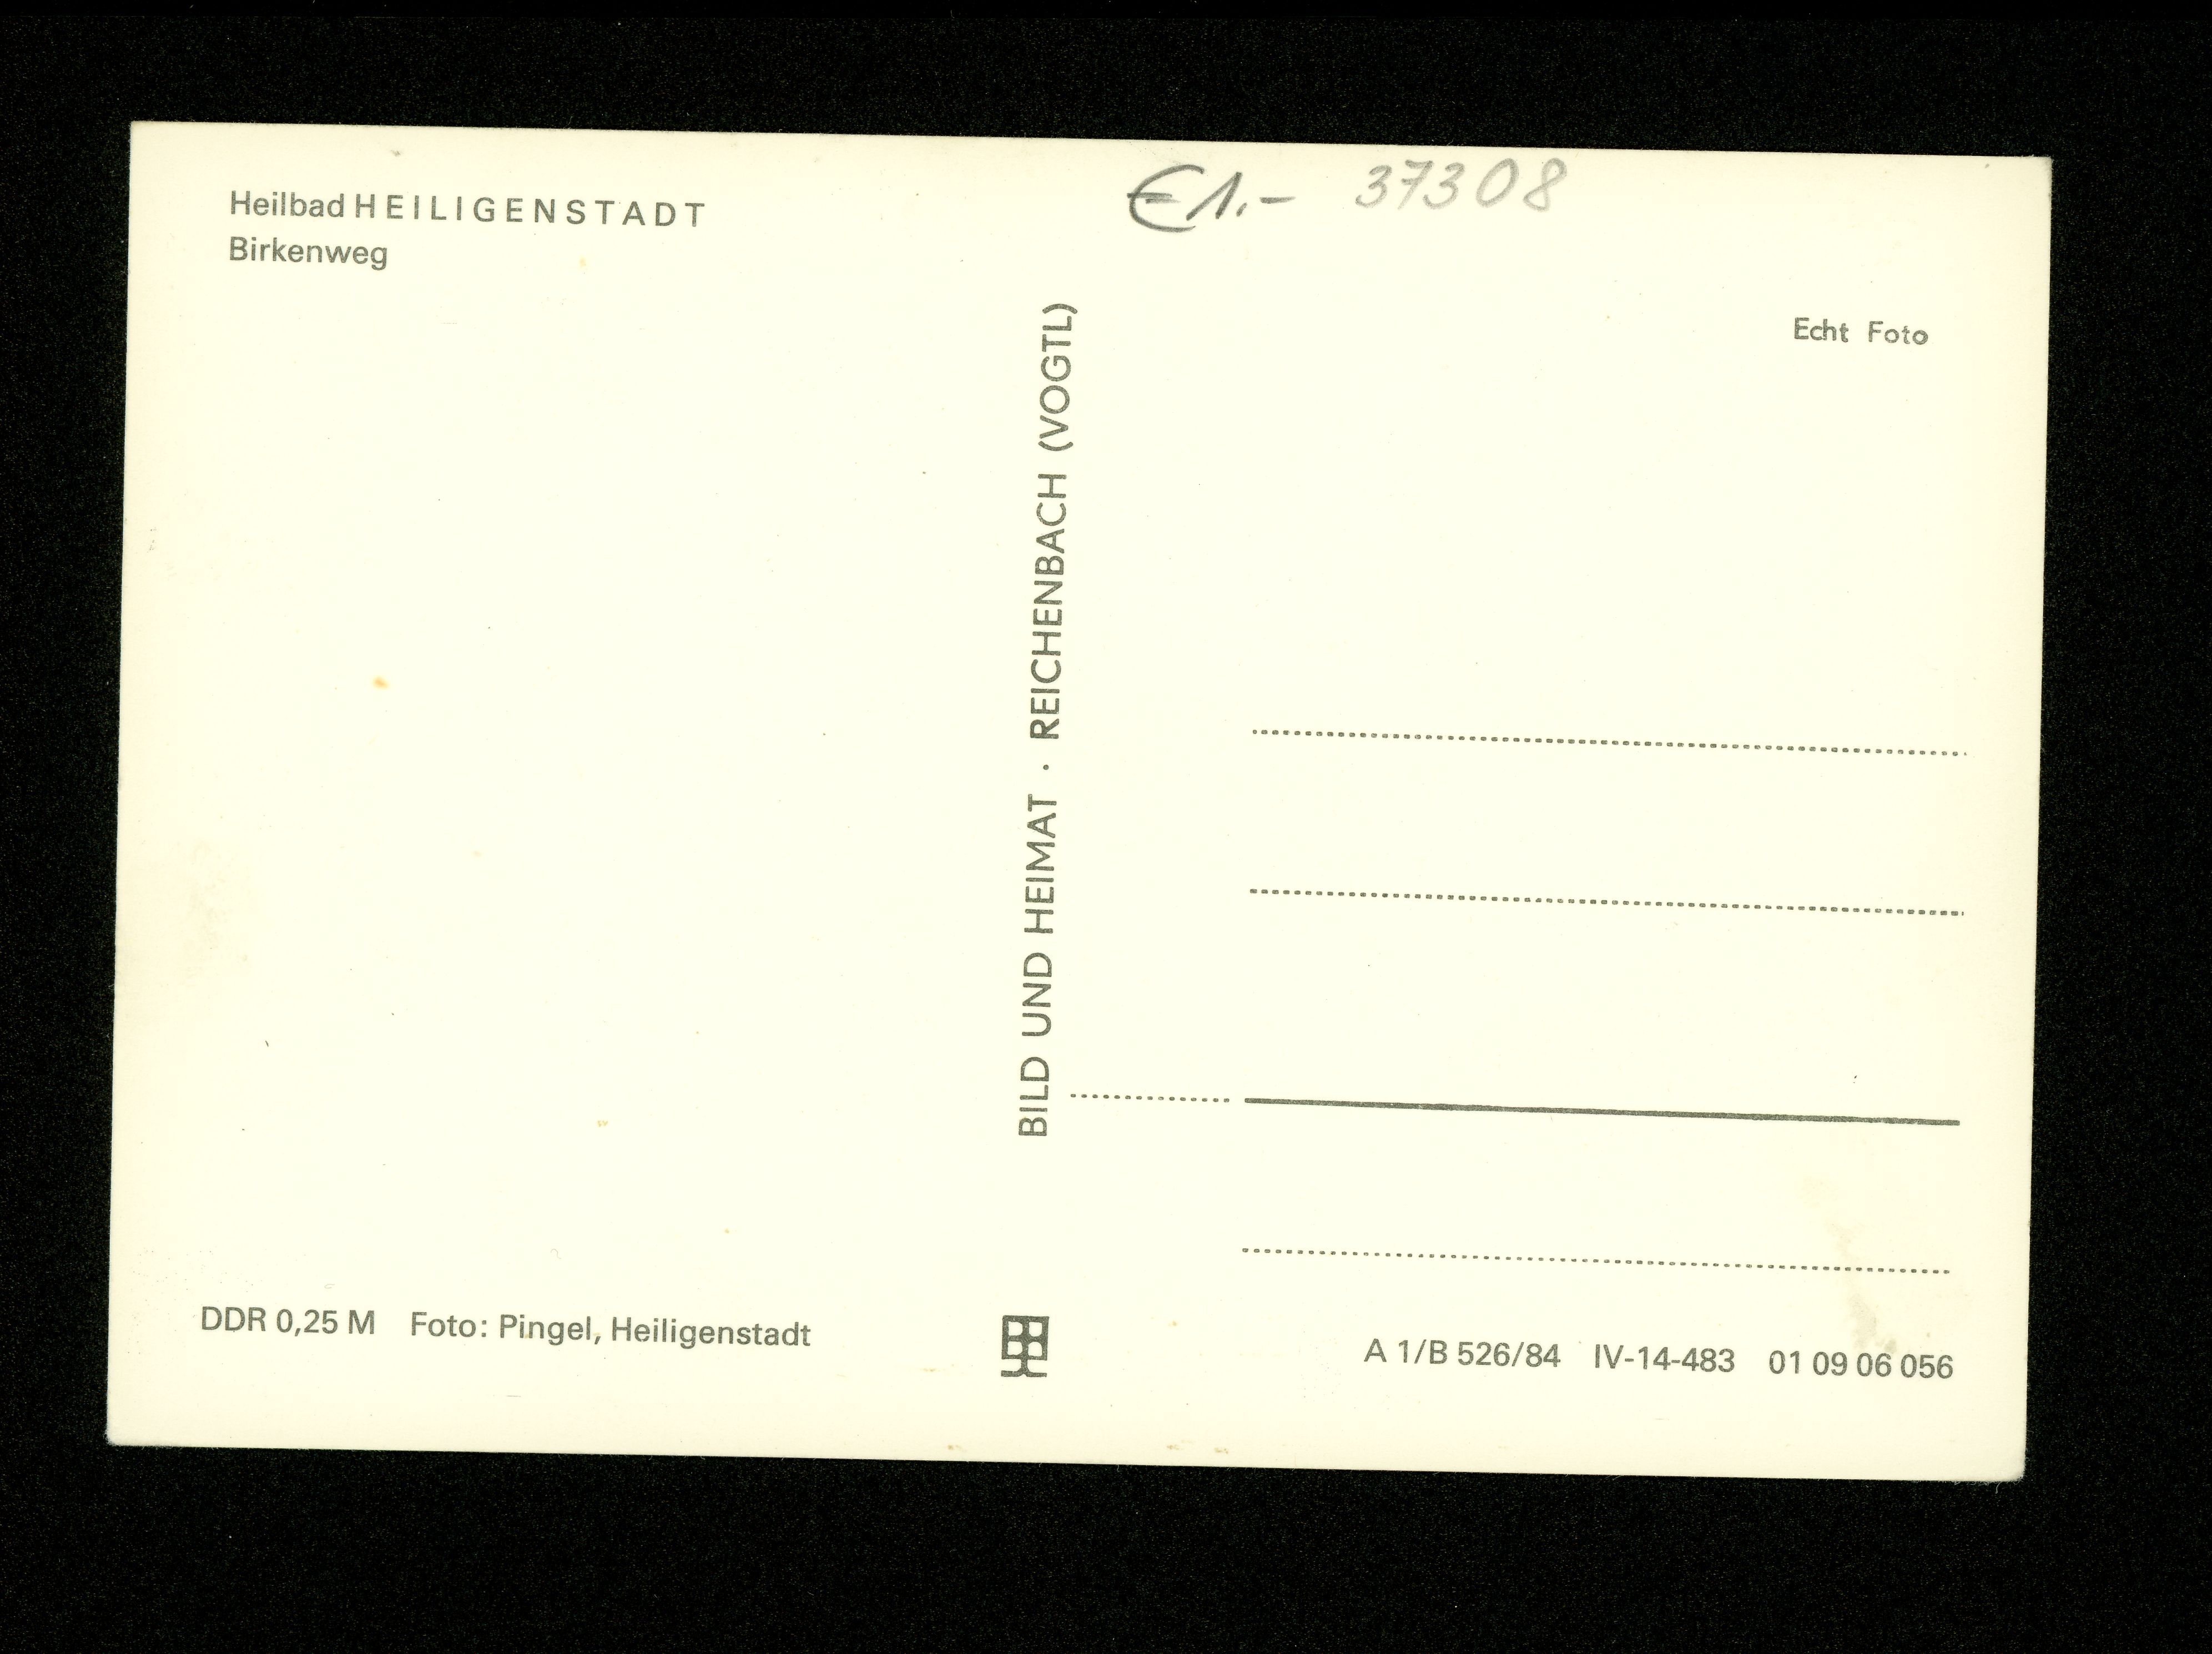 Heilbad HEILIGENSTADT
Birkenweg
€ 1.- 37308
Echt Foto
BILD UND HEIMAT · REICHENBACH (VOGTL)
DDR 0,25 M Foto: Pingel, Heiligenstadt
A 1/B 526/84 IV-14-483 01 09 06 056